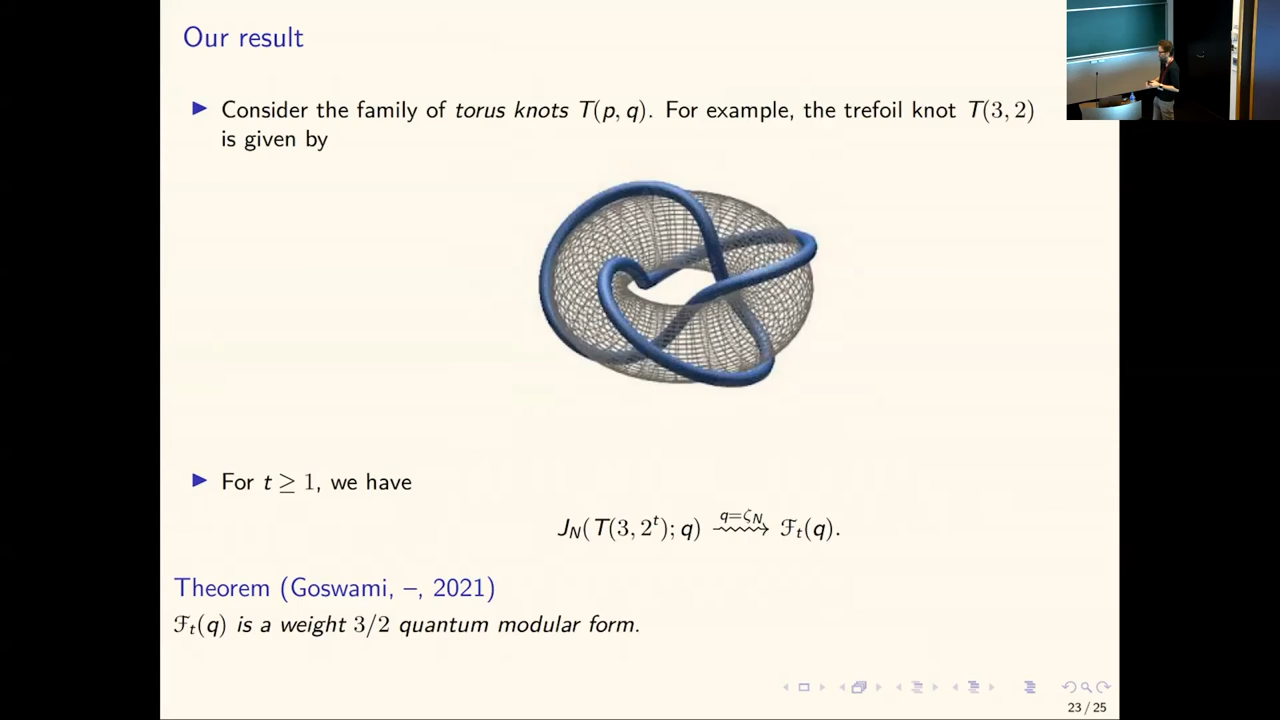 Our result
▶ Consider the family of torus knots T(p, q). For example, the trefoil knot T(3, 2)
is given by
▶ For t ≥ 1, we have
J_N(T(3, 2^t); q) ⇝^{q=ζ_N} ℱ_t(q).
Theorem (Goswami, –, 2021)
ℱ_t(q) is a weight 3/2 quantum modular form.
23 / 25